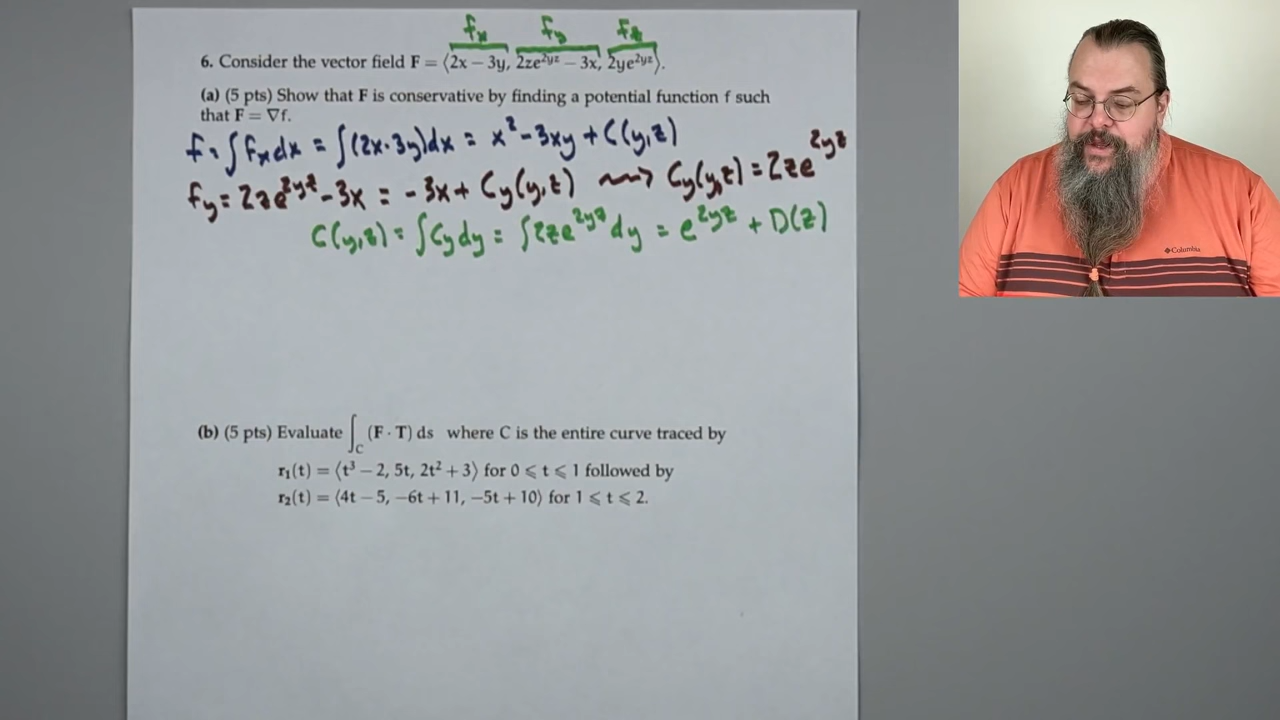 fx fy fz
6. Consider the vector field F = ⟨2x − 3y, 2ze^{2yz} − 3x, 2ye^{2yz}⟩.
(a) (5 pts) Show that F is conservative by finding a potential function f such
that F = ∇f.
f = ∫ fx dx = ∫(2x-3y)dx = x² - 3xy + C(y,z)
fy = 2ze^{2yz} - 3x = -3x + Cy(y,z) ⟿ Cy(y,z) = 2ze^{2yz}
C(y,z) = ∫Cy dy = ∫2ze^{2yz} dy = e^{2yz} + D(z)
Columbia
(b) (5 pts) Evaluate ∫_C (F · T) ds where C is the entire curve traced by
r₁(t) = ⟨t³ − 2, 5t, 2t² + 3⟩ for 0 ⩽ t ⩽ 1 followed by
r₂(t) = ⟨4t − 5, −6t + 11, −5t + 10⟩ for 1 ⩽ t ⩽ 2.